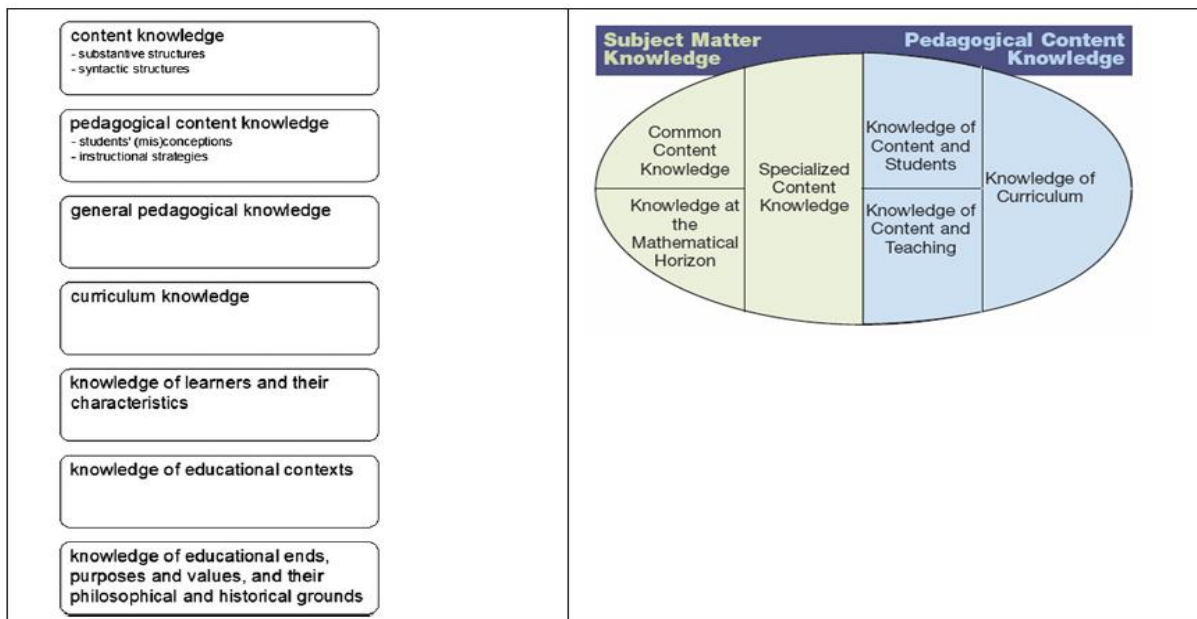 content knowledge
- substantive structures
- syntactic structures
pedagogical content knowledge
- students' (mis)conceptions
- instructional strategies
general pedagogical knowledge
curriculum knowledge
knowledge of learners and their
characteristics
knowledge of educational contexts
knowledge of educational ends,
purposes and values, and their
philosophical and historical grounds
Subject Matter
Knowledge
Pedagogical Content
Knowledge
Common
Content
Knowledge
Knowledge at
the
Mathematical
Horizon
Specialized
Content
Knowledge
Knowledge of
Content and
Students
Knowledge of
Content and
Teaching
Knowledge of
Curriculum